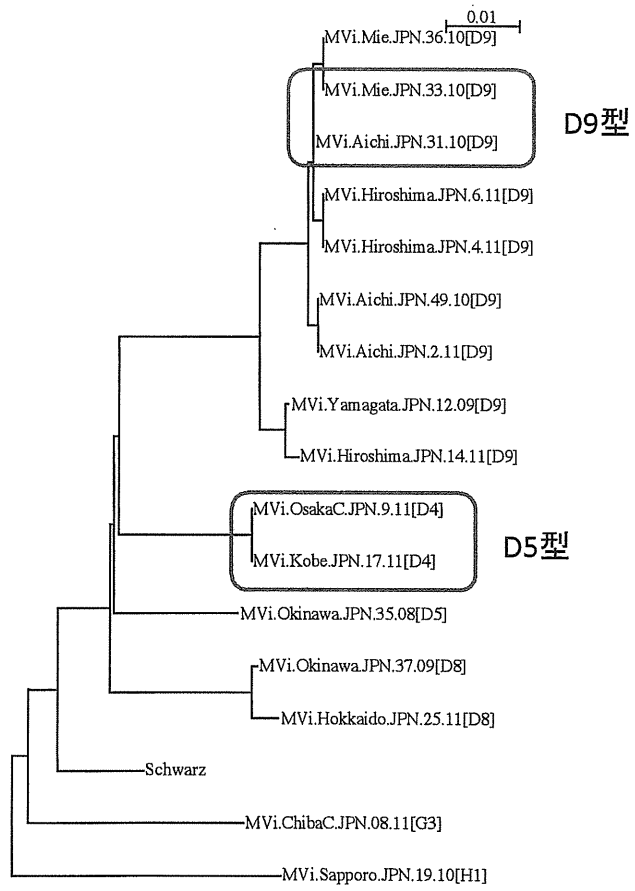 0.01
MVi.Mie.JPN.36.10[D9]
MVi.Mie.JPN.33.10[D9]
D9型
MVi.Aichi.JPN.31.10[D9]
MVi.Hiroshima.JPN.6.11[D9]
MVi.Hiroshima.JPN.4.11[D9]
MVi.Aichi.JPN.49.10[D9]
MVi.Aichi.JPN.2.11[D9]
MVi.Yamagata.JPN.12.09[D9]
MVi.Hiroshima.JPN.14.11[D9]
MVi.OsakaC.JPN.9.11[D4]
D5型
MVi.Kobe.JPN.17.11[D4]
MVi.Okinawa.JPN.35.08[D5]
MVi.Okinawa.JPN.37.09[D8]
MVi.Hokkaido.JPN.25.11[D8]
Schwarz
MVi.ChibaC.JPN.08.11[G3]
MVi.Sapporo.JPN.19.10[H1]